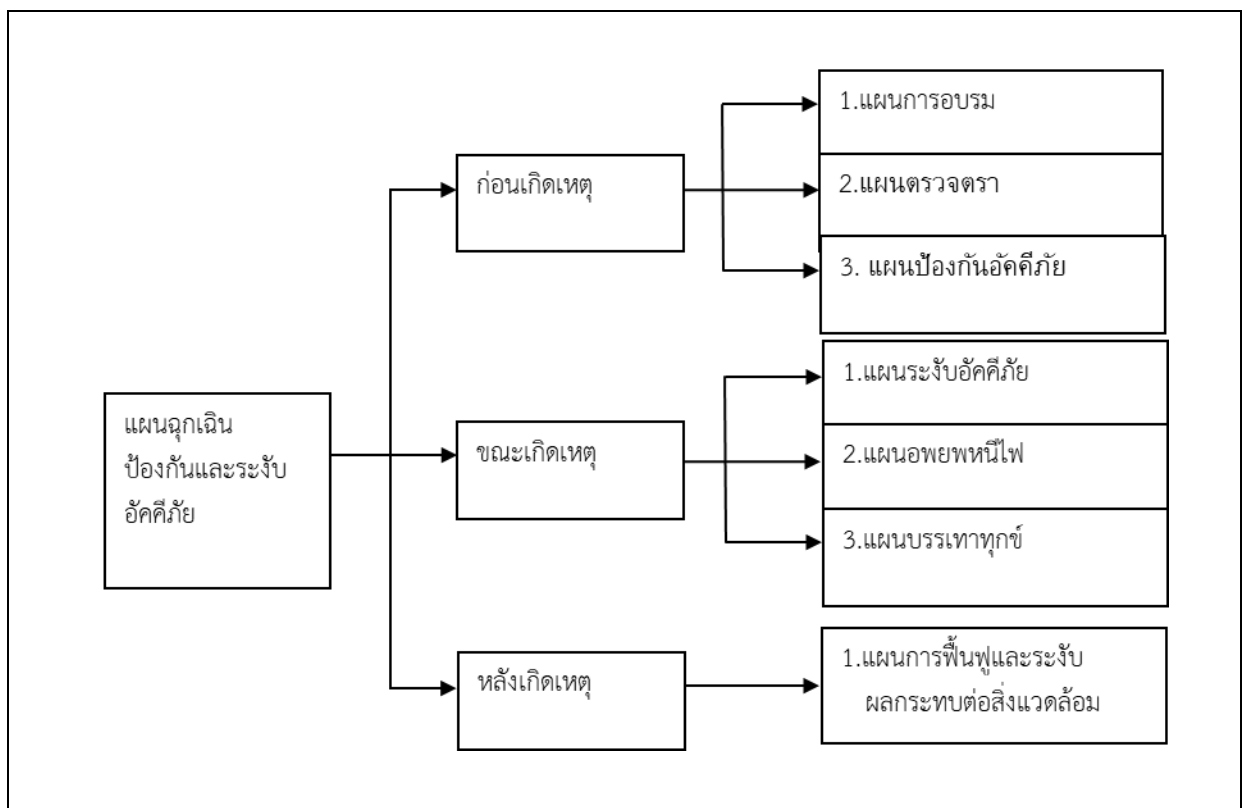 แผนฉุกเฉิน
ป้องกันและระงับ
อัคคีภัย
ก่อนเกิดเหตุ
1.แผนการอบรม
2.แผนตรวจตรา
3. แผนป้องกันอัคคีภัย
ขณะเกิดเหตุ
1.แผนระงับอัคคีภัย
2.แผนอพยพหนีไฟ
3.แผนบรรเทาทุกข์
หลังเกิดเหตุ
1.แผนการฟื้นฟูและระงับ
ผลกระทบต่อสิ่งแวดล้อม